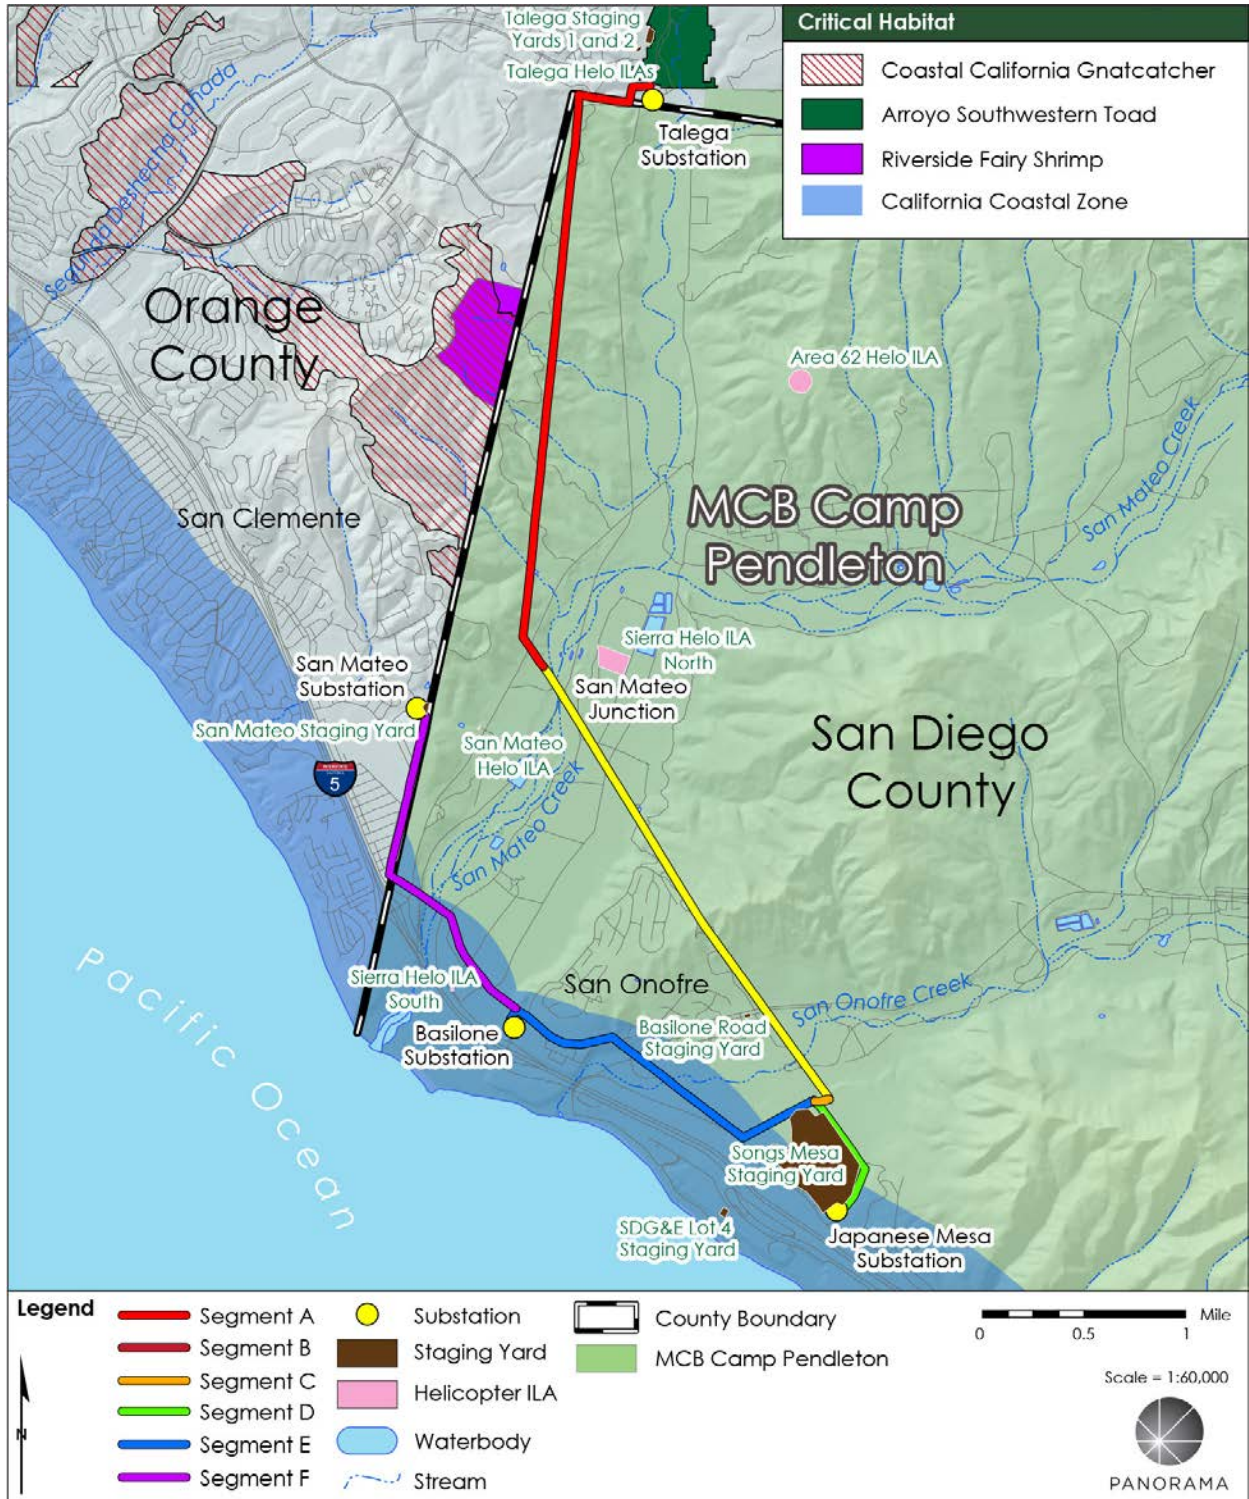 Critical Habitat
Coastal California Gnatcatcher
Arroyo Southwestern Toad
Riverside Fairy Shrimp
California Coastal Zone
Talega Staging
Yards 1 and 2
Talega Helo ILAs
Talega
Substation
Segunda Deshecha Cañada
Orange
County
Area 62 Helo ILA
San Mateo Creek
MCB Camp
Pendleton
San Clemente
Sierra Helo ILA
North
San Mateo
Substation
San Mateo
Junction
San Mateo Staging Yard
San Mateo
Helo ILA
San Diego
County
5
San Mateo Creek
Pacific Ocean
Sierra Helo ILA
South
San Onofre
San Onofre Creek
Basilone
Substation
Basilone Road
Staging Yard
Songs Mesa
Staging Yard
SDG&E Lot 4
Staging Yard
Japanese Mesa
Substation
Legend
Segment A
Segment B
Segment C
Segment D
Segment E
Segment F
Substation
Staging Yard
Helicopter ILA
Waterbody
Stream
County Boundary
MCB Camp Pendleton
Mile
0 0.5 1
Scale = 1:60,000
N
PANORAMA